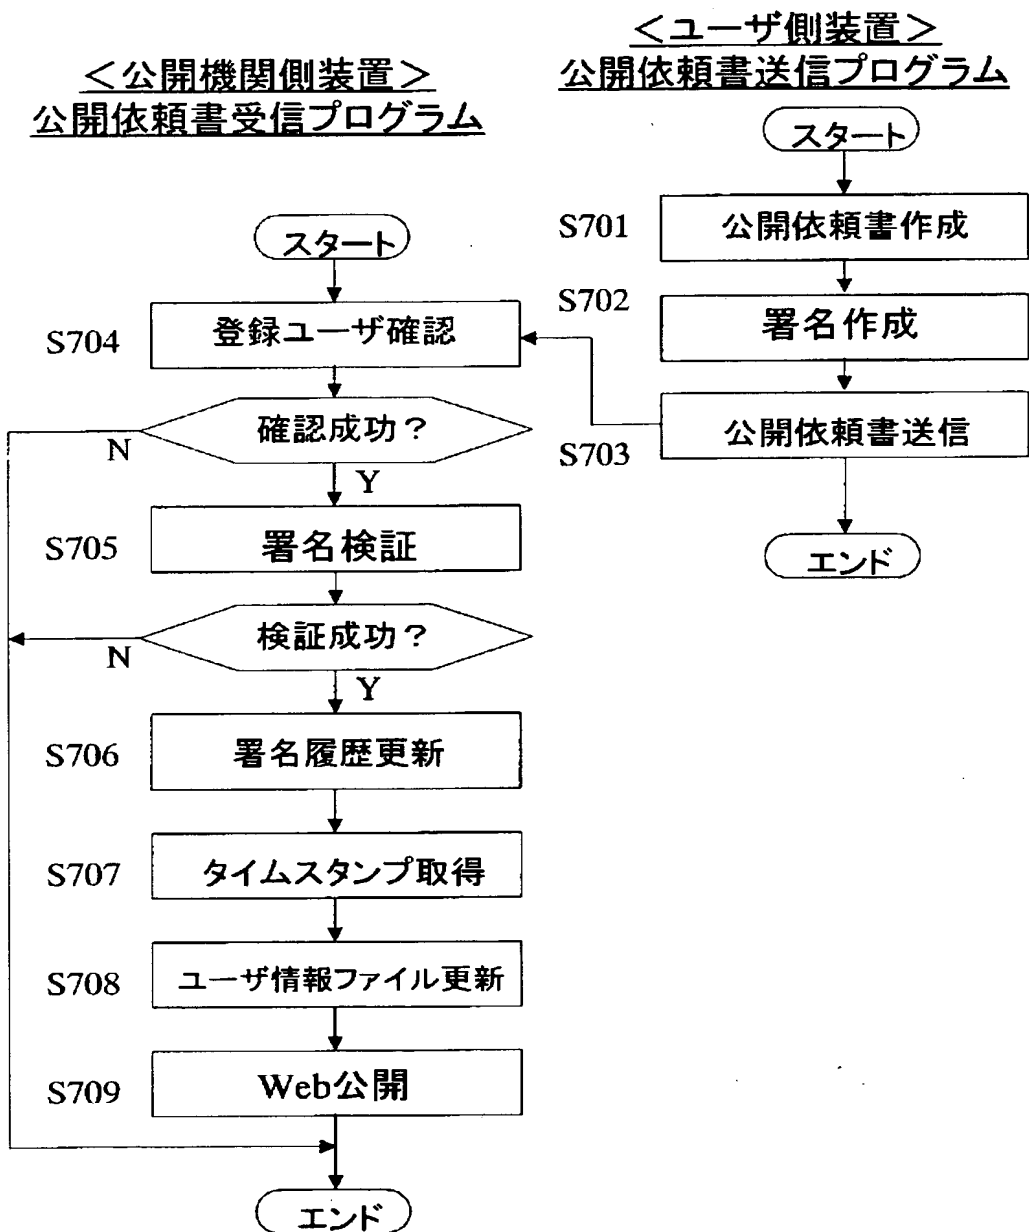 ＜ユーザ側装置＞
公開依頼書送信プログラム
スタート
S701
公開依頼書作成
S702
署名作成
S703
公開依頼書送信
エンド
＜公開機関側装置＞
公開依頼書受信プログラム
スタート
S704
登録ユーザ確認
確認成功？
N
Y
S705
署名検証
検証成功？
N
Y
S706
署名履歴更新
S707
タイムスタンプ取得
S708
ユーザ情報ファイル更新
S709
Web公開
エンド